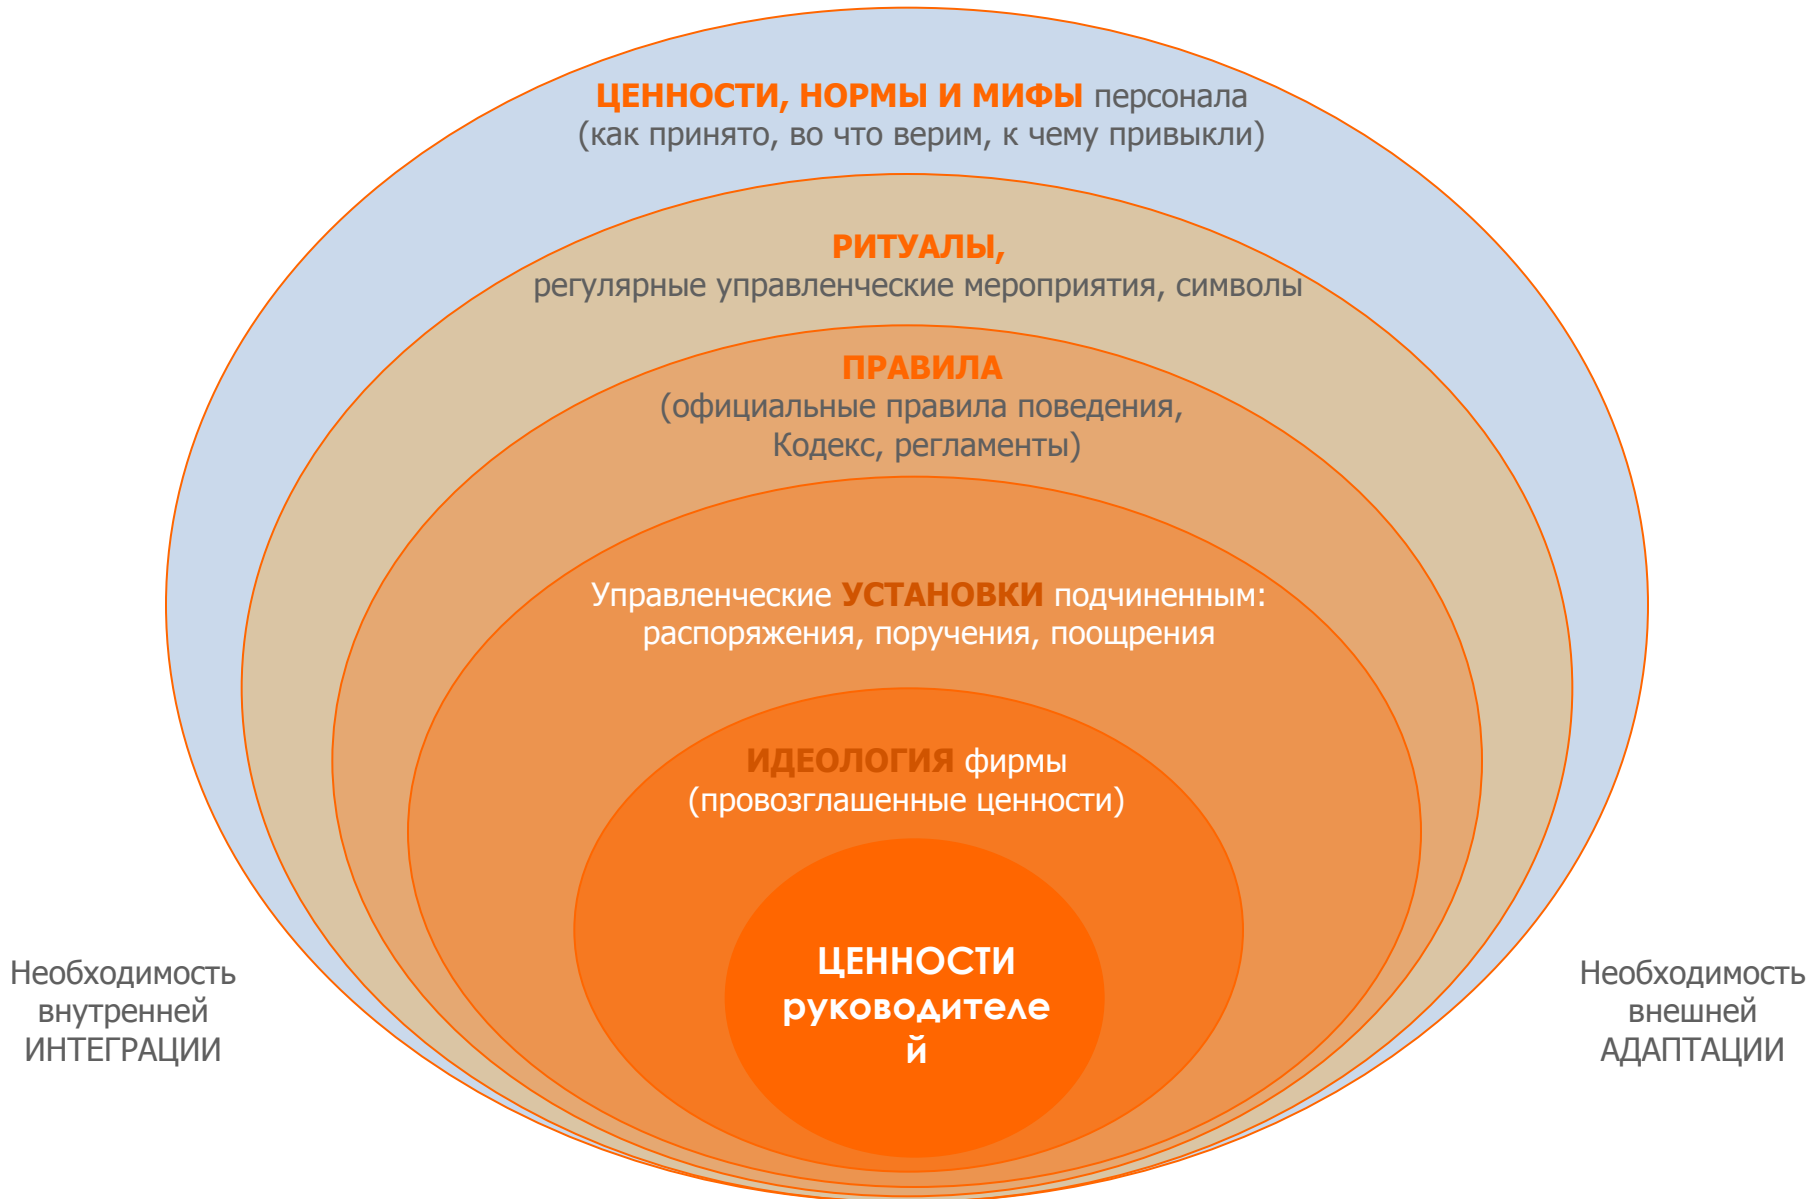 ЦЕННОСТИ, НОРМЫ И МИФЫ персонала
(как принято, во что верим, к чему привыкли)
РИТУАЛЫ,
регулярные управленческие мероприятия, символы
ПРАВИЛА
(официальные правила поведения,
Кодекс, регламенты)
Управленческие УСТАНОВКИ подчиненным:
распоряжения, поручения, поощрения
ИДЕОЛОГИЯ фирмы
(провозглашенные ценности)
ЦЕННОСТИ
руководителе
й
Необходимость
внутренней
ИНТЕГРАЦИИ
Необходимость
внешней
АДАПТАЦИИ